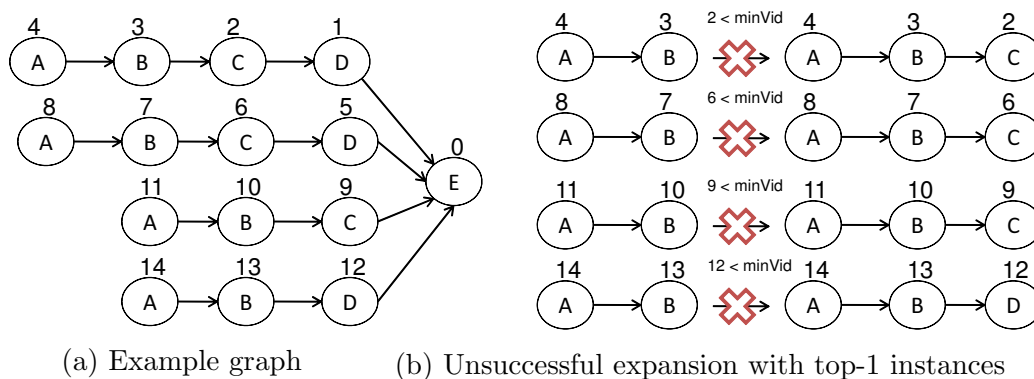 4 3 2 1
A B C D
8 7 6 5
A B C D
0
E
11 10 9
A B C
14 13 12
A B D
(a) Example graph
4 3 2 < minVid 4 3 2
A B A B C
8 7 6 < minVid 8 7 6
A B A B C
11 10 9 < minVid 11 10 9
A B A B C
14 13 12 < minVid 14 13 12
A B A B D
(b) Unsuccessful expansion with top-1 instances